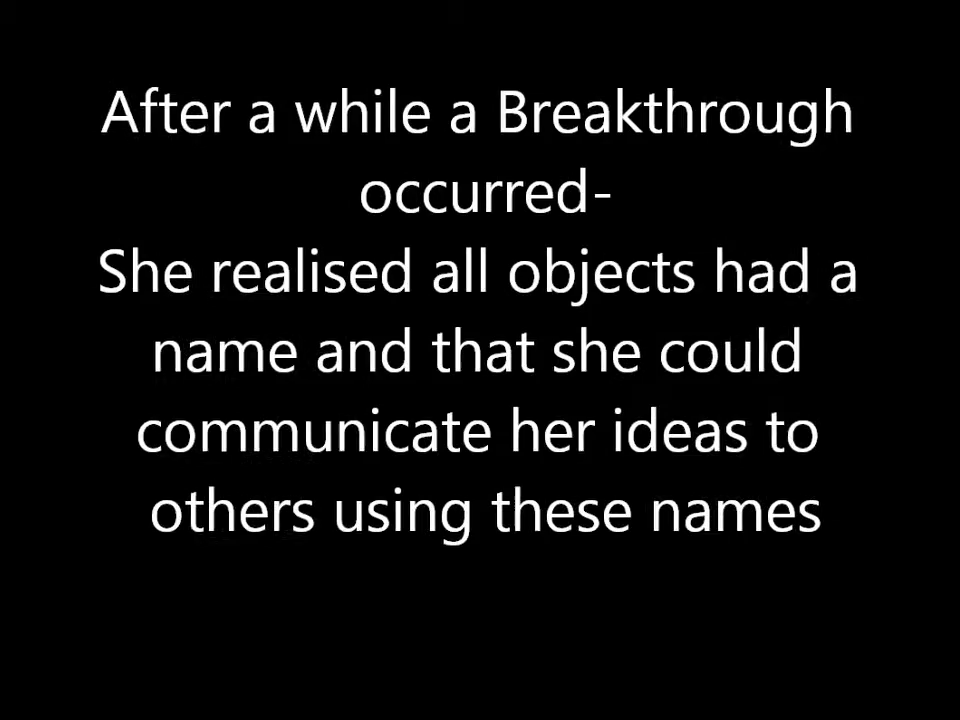 After a while a Breakthrough
occurred-
She realised all objects had a
name and that she could
communicate her ideas to
others using these names